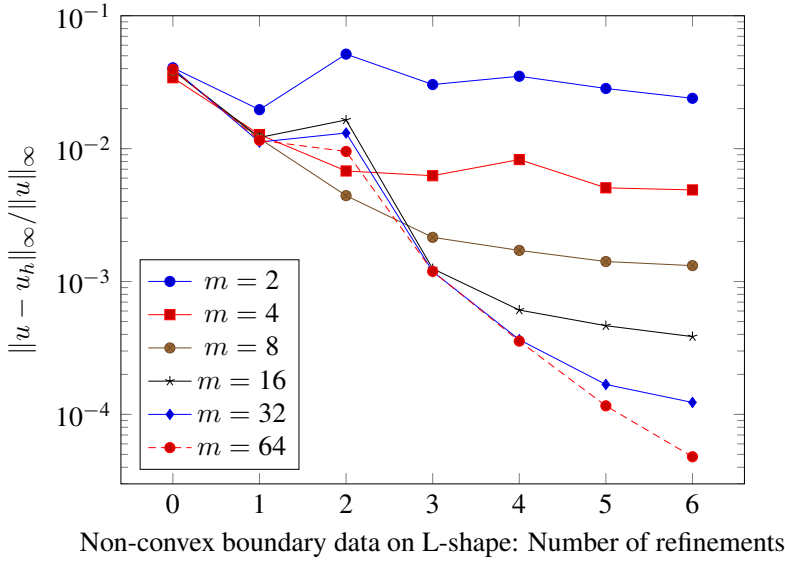 10⁻¹
10⁻²
10⁻³
10⁻⁴
‖u − u_h‖_∞/‖u‖_∞
m = 2
m = 4
m = 8
m = 16
m = 32
m = 64
0 1 2 3 4 5 6
Non-convex boundary data on L-shape: Number of refinements